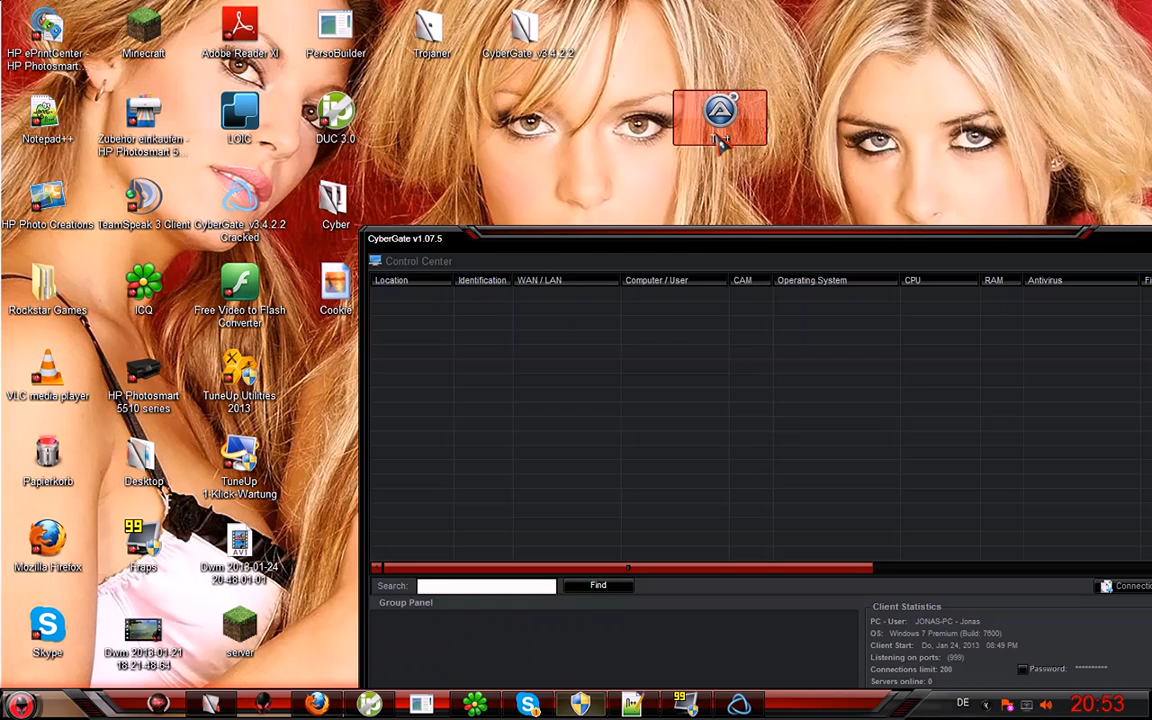 HP ePrintCenter -
HP Photosmart...
Minecraft
Adobe Reader XI
PersoBuilder
Trojaner
CyberGate_v3.4.2.2
Notepad++
Zubehör einkaufen -
HP Photosmart 5...
LOIC
DUC 3.0
HP Photo Creations
TeamSpeak 3 Client
CyberGate_v3.4.2.2
Cracked
Cyber
Rockstar Games
ICQ
Free Video to Flash
Converter
Cookie
VLC media player
HP Photosmart
5510 series
TuneUp Utilities
2013
Papierkorb
Desktop
TuneUp
1-Klick-Wartung
Mozilla Firefox
99
Fraps
AVI
Dwm 2013-01-24
20-48-01-01
Skype
Dwm 2013-01-21
18-21-48-64
server
CyberGate v1.07.5
Control Center
Location
Identification
WAN / LAN
Computer / User
CAM
Operating System
CPU
RAM
Antivirus
Fi
Search:
Find
Connectio
Group Panel
Client Statistics
PC - User: JONAS-PC - Jonas
OS: Windows 7 Premium (Build: 7600)
Client Start: Do, Jan 24, 2013 08:49 PM
Listening on ports: (999)
Connections limit: 200
Password: **********
Servers online: 0
99
DE
20:53